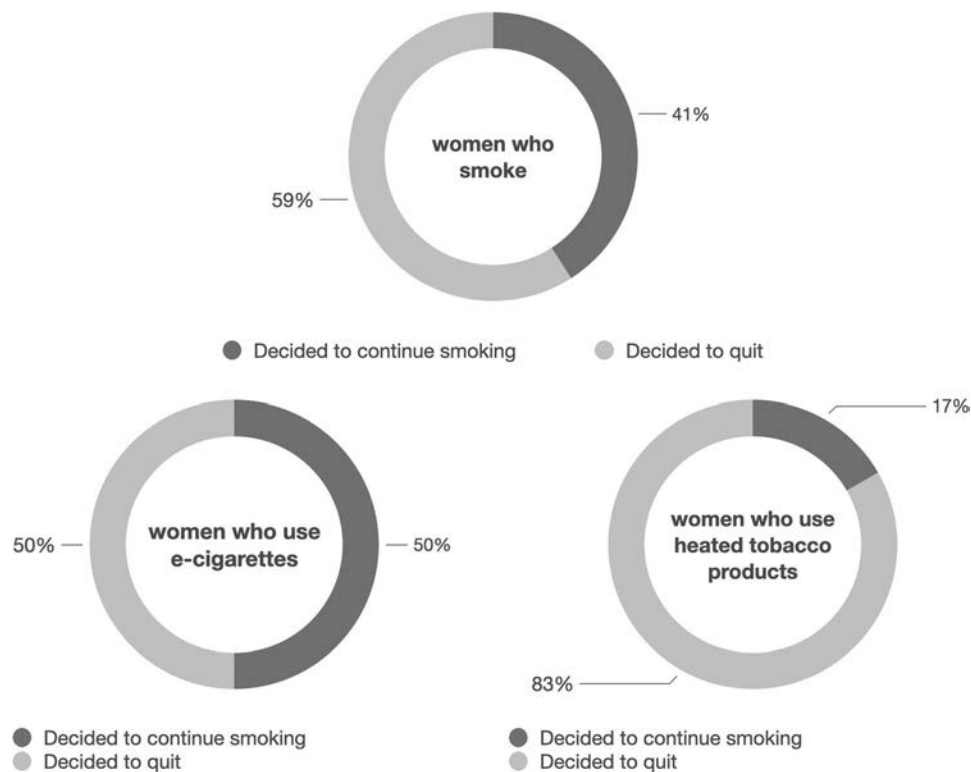 women who
smoke
41%
59%
Decided to continue smoking
Decided to quit
women who use
e-cigarettes
50%
50%
Decided to continue smoking
Decided to quit
17%
women who use
heated tobacco
products
83%
Decided to continue smoking
Decided to quit